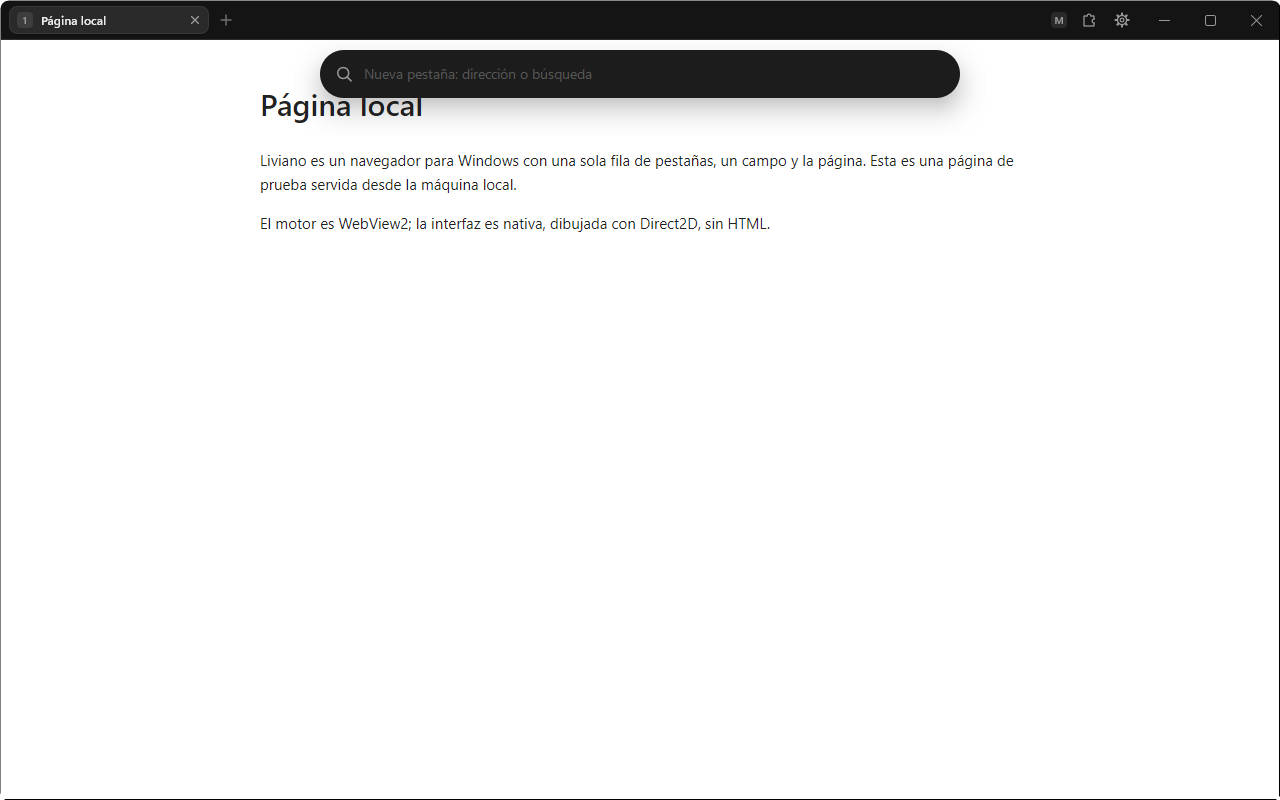 1 Página local
M
Nueva pestaña: dirección o búsqueda
Página local
Liviano es un navegador para Windows con una sola fila de pestañas, un campo y la página. Esta es una página de
prueba servida desde la máquina local.
El motor es WebView2; la interfaz es nativa, dibujada con Direct2D, sin HTML.